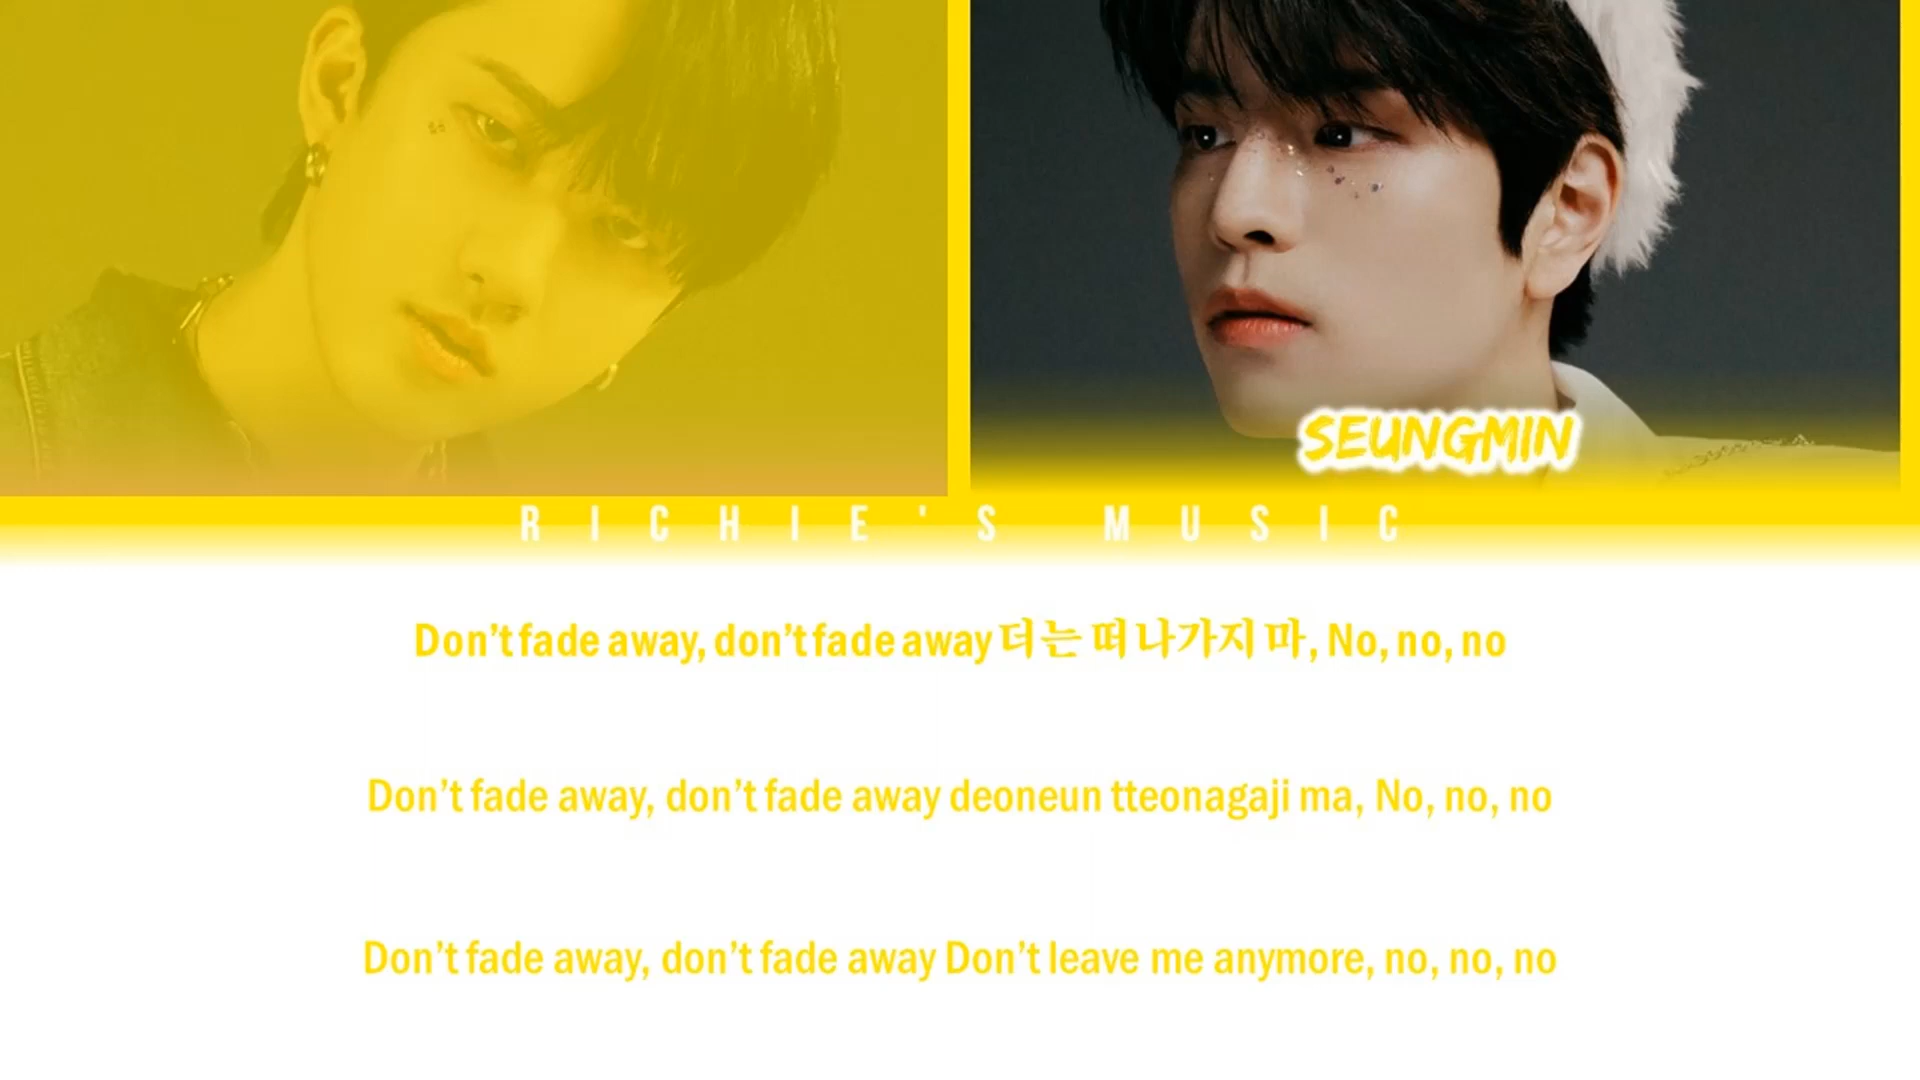 SEUNGMIN
RICHIE'S MUSIC
Don't fade away, don't fade away 더는 떠나가지 마, No, no, no
Don't fade away, don't fade away deoneun tteonagaji ma, No, no, no
Don't fade away, don't fade away Don't leave me anymore, no, no, no